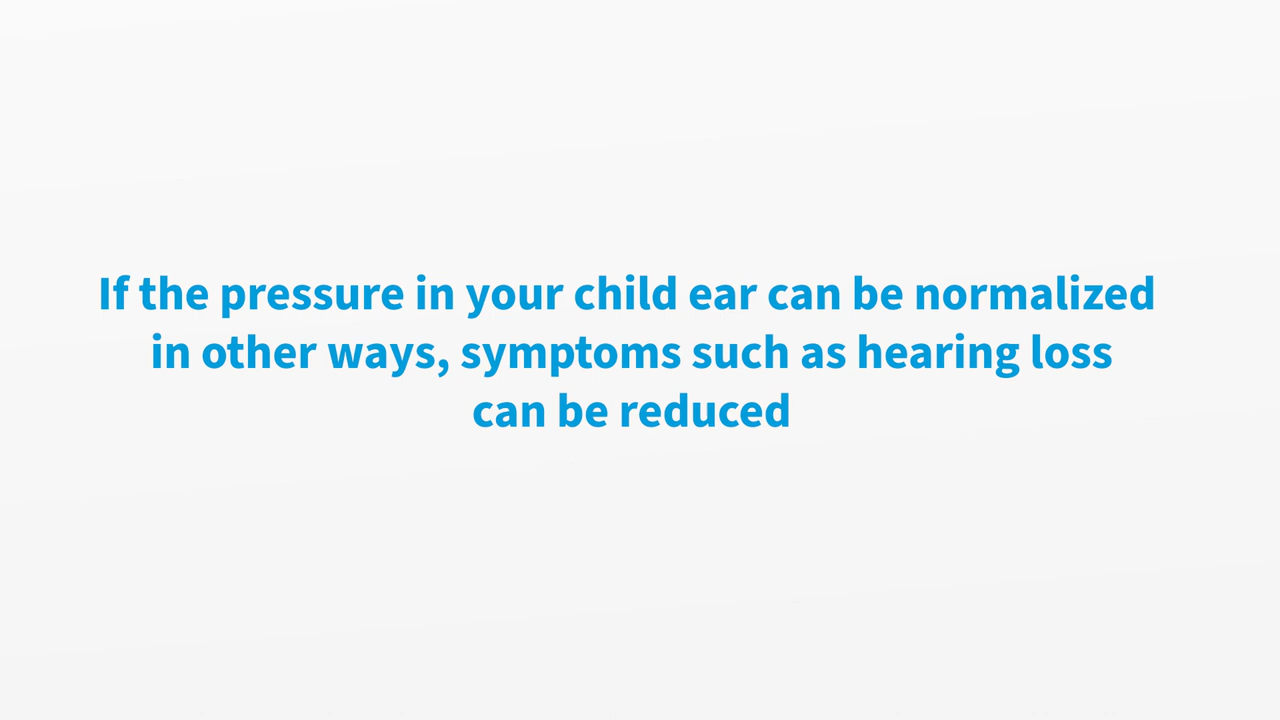 If the pressure in your child ear can be normalized
in other ways, symptoms such as hearing loss
can be reduced